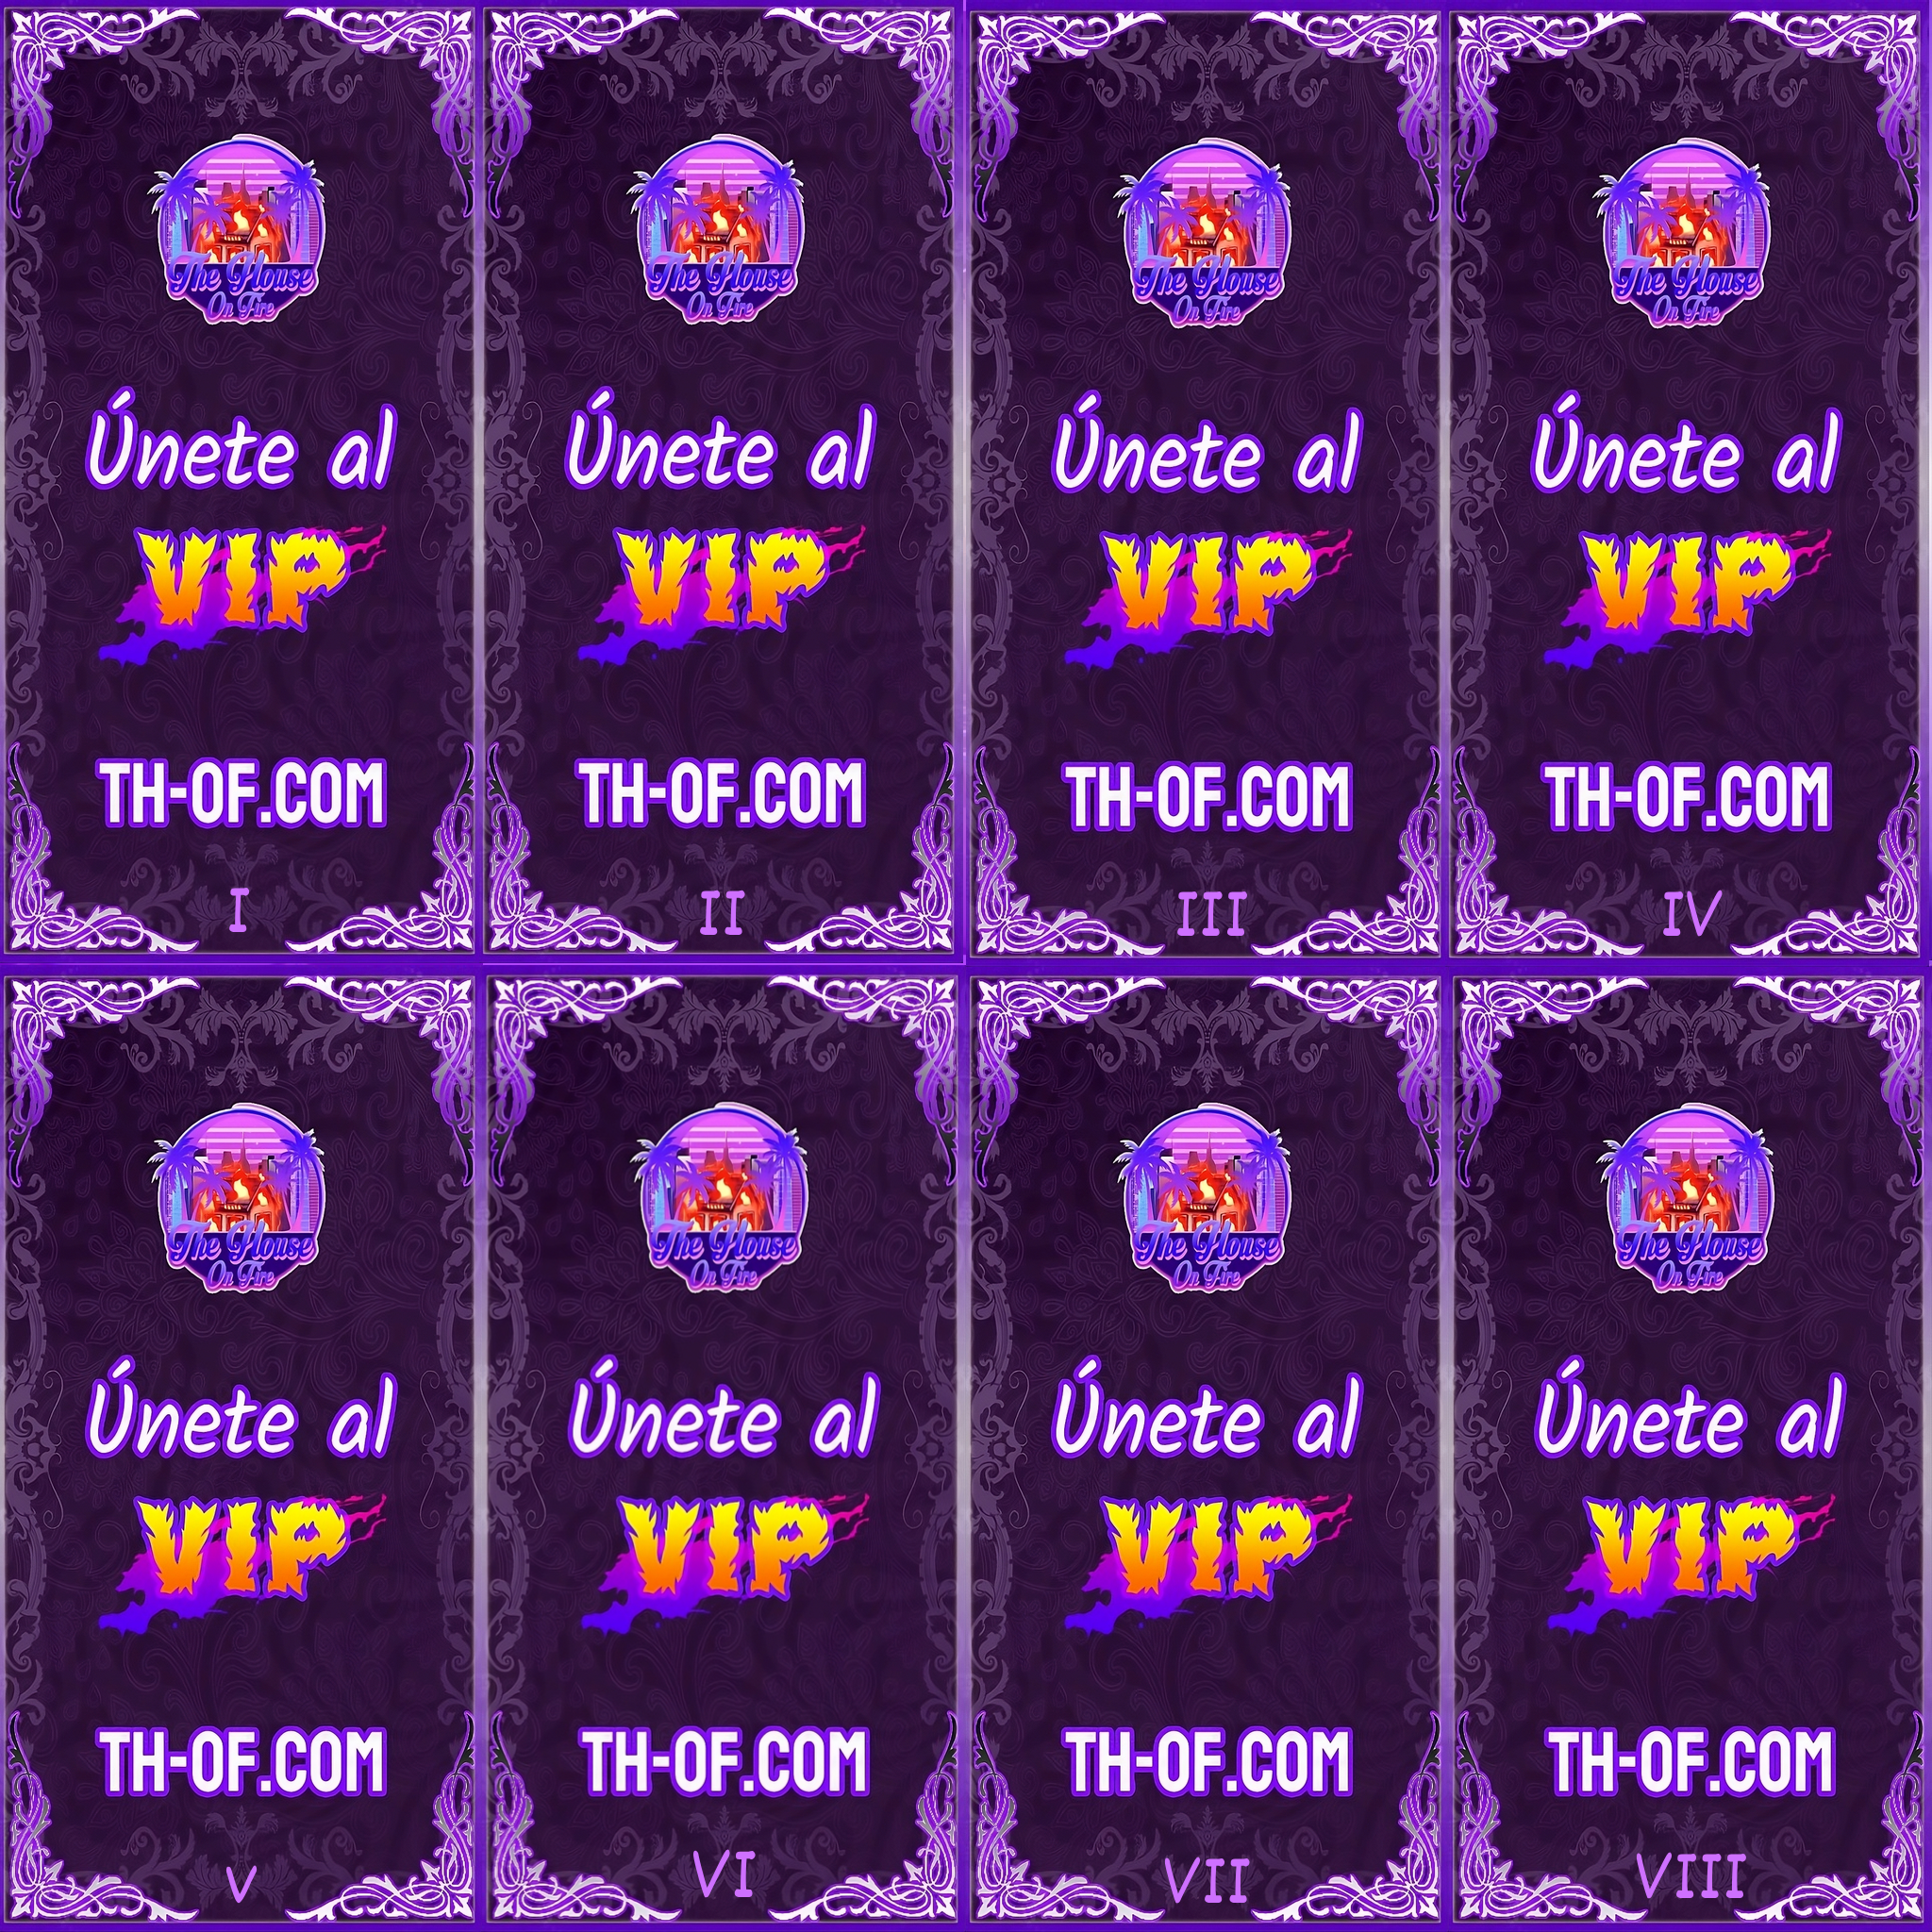 The House
On Fire
Únete al
VIP
TH-OF.COM
I
The House
On Fire
Únete al
VIP
TH-OF.COM
II
The House
On Fire
Únete al
VIP
TH-OF.COM
III
The House
On Fire
Únete al
VIP
TH-OF.COM
IV
The House
On Fire
Únete al
VIP
TH-OF.COM
V
The House
On Fire
Únete al
VIP
TH-OF.COM
VI
The House
On Fire
Únete al
VIP
TH-OF.COM
VII
The House
On Fire
Únete al
VIP
TH-OF.COM
VIII